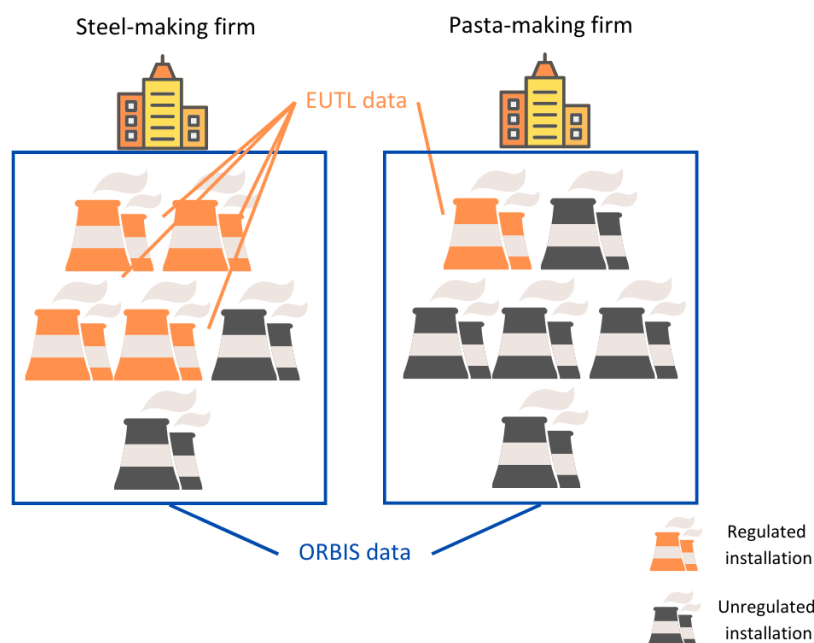 Steel-making firm
Pasta-making firm
EUTL data
ORBIS data
Regulated
installation
Unregulated
installation